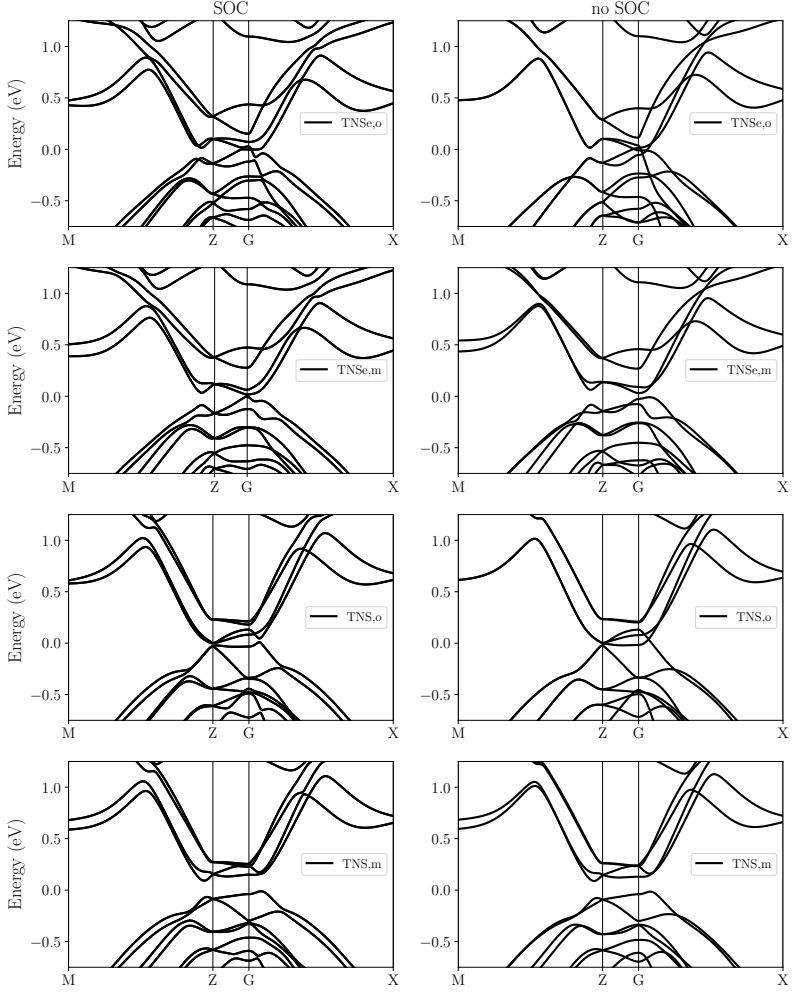 SOC
no SOC
Energy (eV)
1.0
0.5
0.0
−0.5
TNSe,o
M
Z
G
X
TNSe,o
M
Z
G
X
Energy (eV)
1.0
0.5
0.0
−0.5
TNSe,m
M
Z
G
X
TNSe,m
M
Z
G
X
Energy (eV)
1.0
0.5
0.0
−0.5
TNS,o
M
Z
G
X
TNS,o
M
Z
G
X
Energy (eV)
1.0
0.5
0.0
−0.5
TNS,m
M
Z
G
X
TNS,m
M
Z
G
X